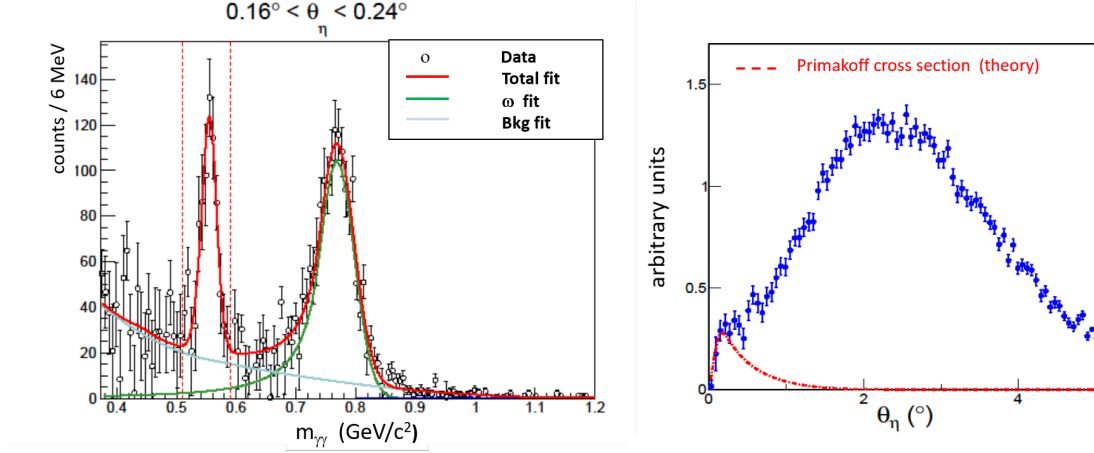 0.16° < θ < 0.24°
η
counts / 6 MeV
140
120
100
80
60
40
20
0
Data
Total fit
ω fit
Bkg fit
0.4 0.5 0.6 0.7 0.8 0.9 1 1.1 1.2
mγγ (GeV/c²)
arbitrary units
1.5
1
0.5
0
Primakoff cross section (theory)
0 2 4
θη (°)